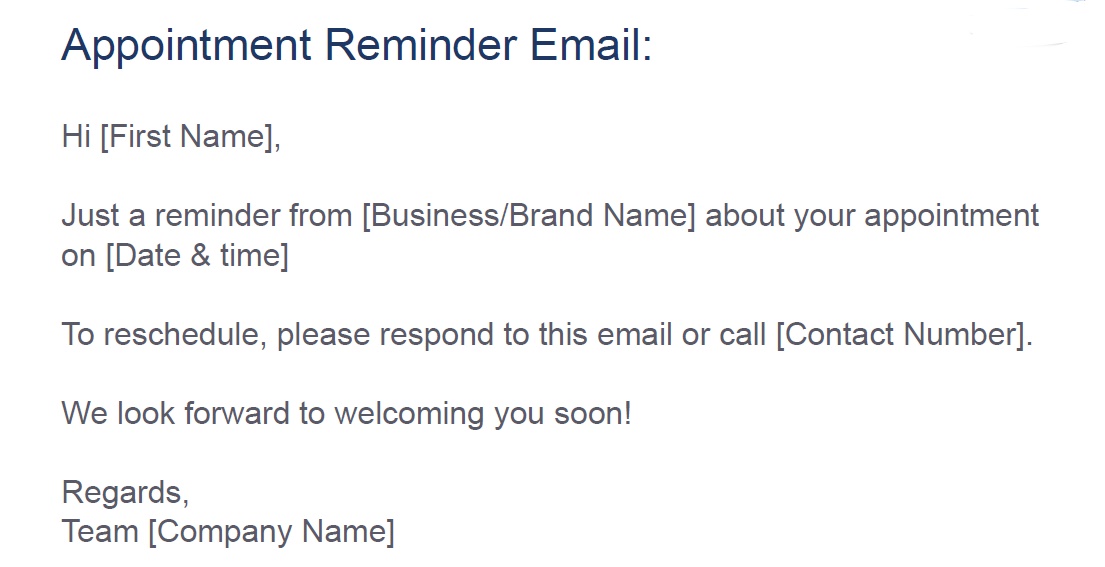 Appointment Reminder Email:
Hi [First Name],
Just a reminder from [Business/Brand Name] about your appointment
on [Date & time]
To reschedule, please respond to this email or call [Contact Number].
We look forward to welcoming you soon!
Regards,
Team [Company Name]